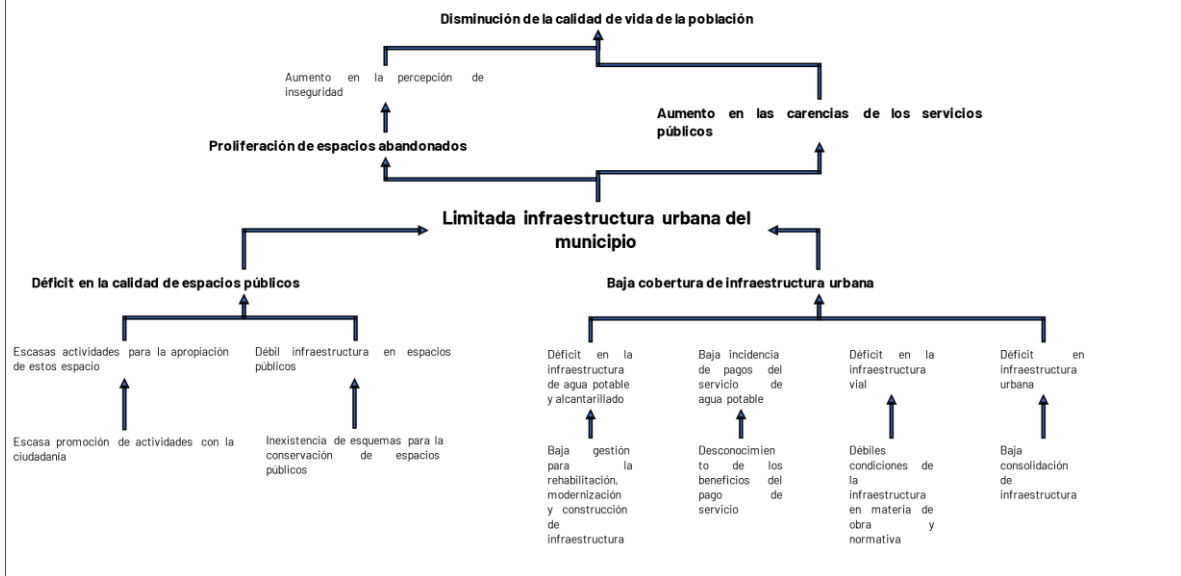 Disminución de la calidad de vida de la población
Aumento en la percepción de
inseguridad
Aumento en las carencias de los servicios
públicos
Proliferación de espacios abandonados
Limitada infraestructura urbana del
municipio
Déficit en la calidad de espacios públicos
Baja cobertura de infraestructura urbana
Escasas actividades para la apropiación
de estos espacio
Débil infraestructura en espacios
públicos
Déficit en la
infraestructura
de agua potable
y alcantarillado
Baja incidencia
de pagos del
servicio de
agua potable
Déficit en la
infraestructura
vial
Déficit en
infraestructura
urbana
Escasa promoción de actividades con la
ciudadanía
Inexistencia de esquemas para la
conservación de espacios
públicos
Baja gestión
para la
rehabilitación,
modernización
y construcción
de
infraestructura
Desconocimien
to de los
beneficios del
pago de
servicio
Débiles
condiciones de
la
infraestructura
en materia de
obra y
normativa
Baja
consolidación
de
infraestructura